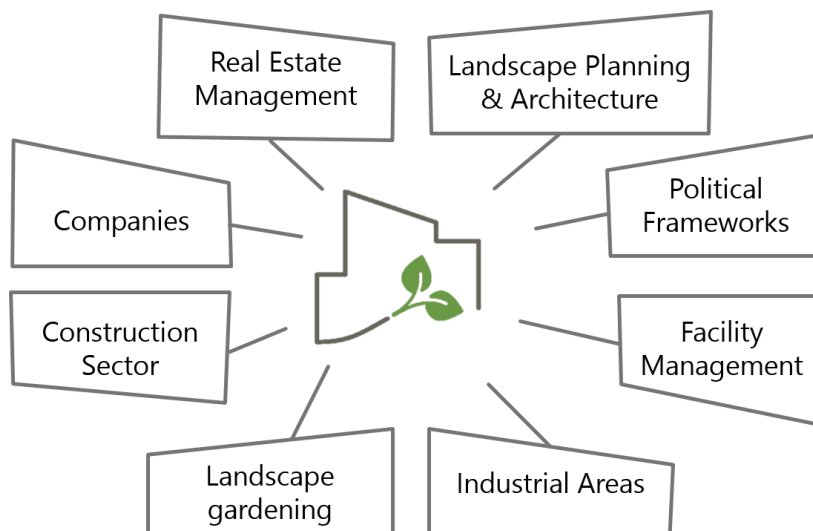 Real Estate
Management
Landscape Planning
& Architecture
Companies
Political
Frameworks
Construction
Sector
Facility
Management
Landscape
gardening
Industrial Areas